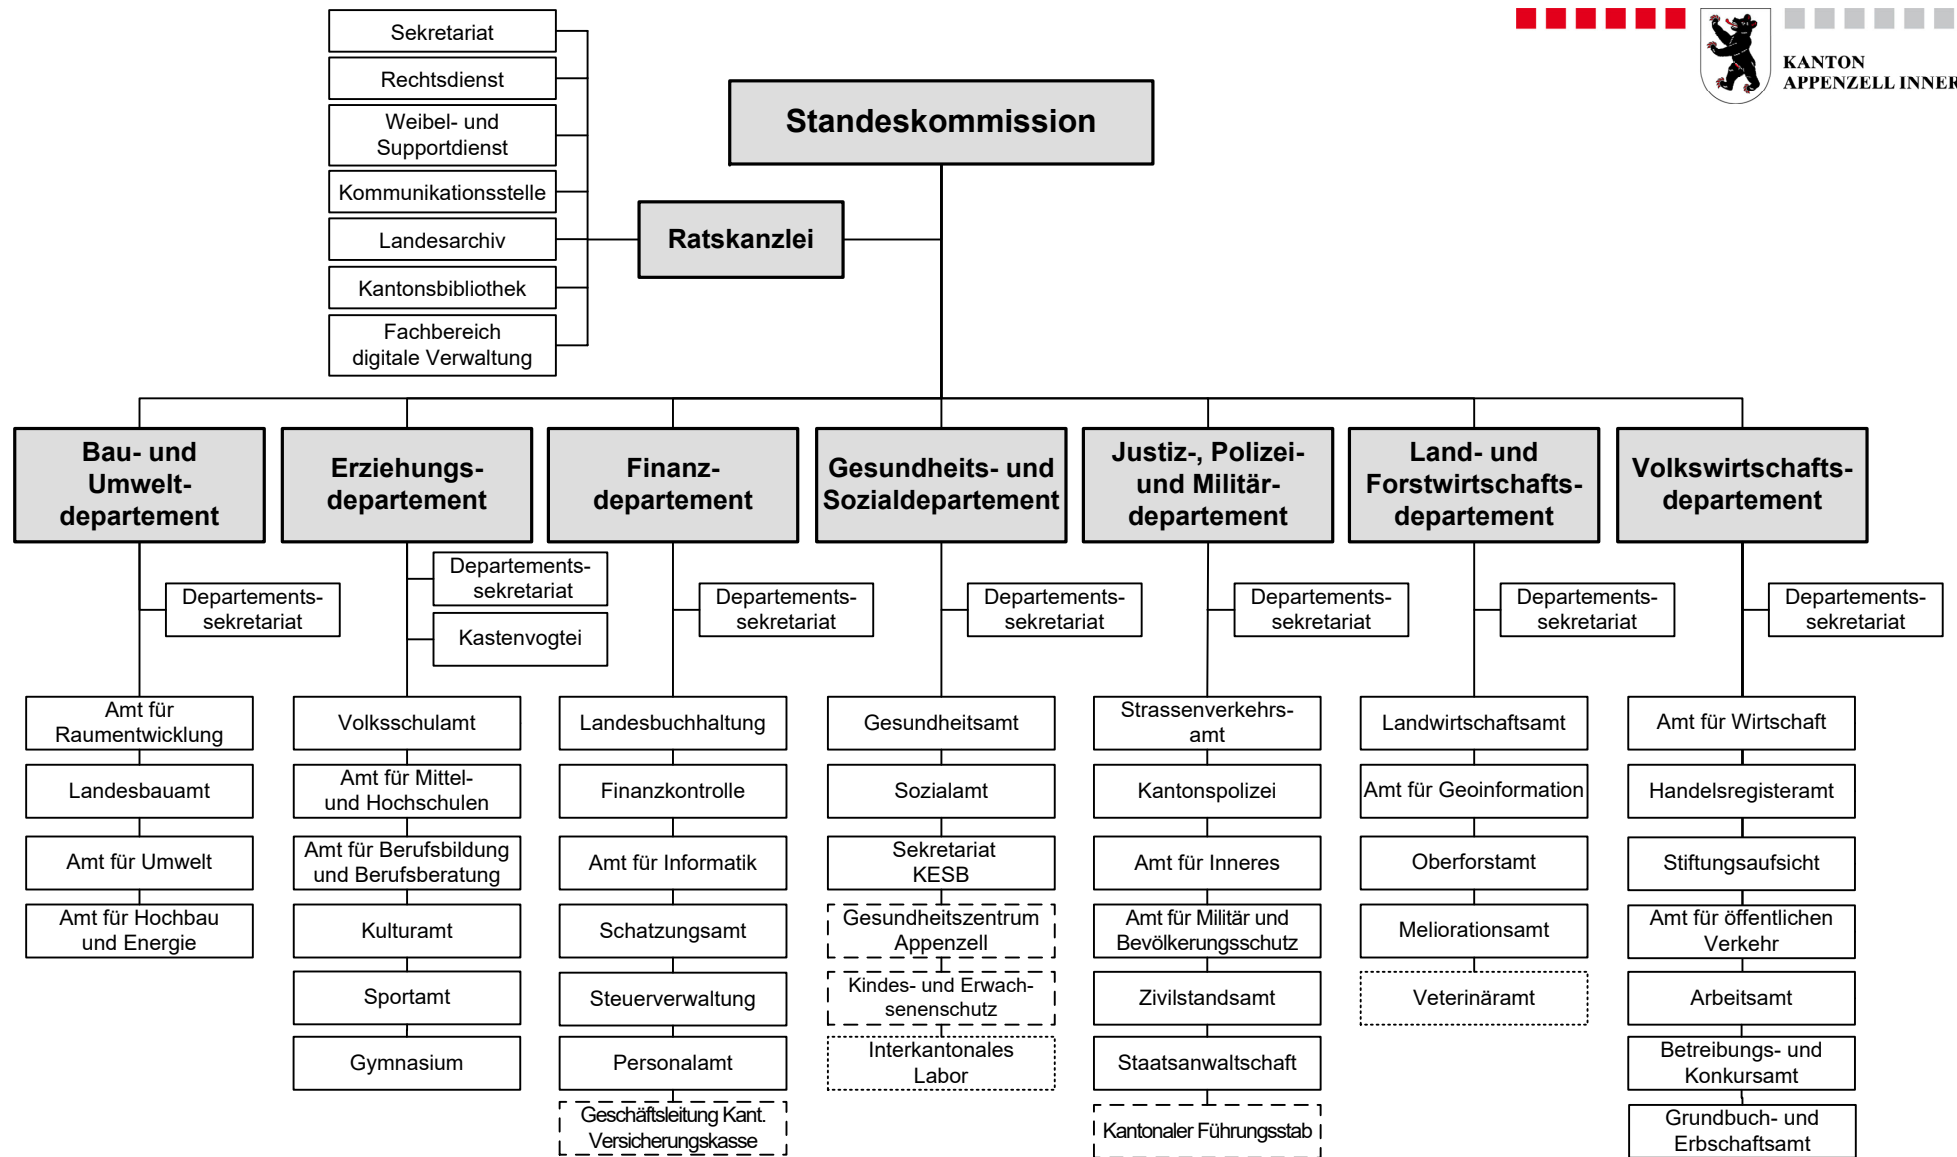 Sekretariat
Rechtsdienst
Weibel- und
Supportdienst
Kommunikationsstelle
Landesarchiv
Kantonsbibliothek
Fachbereich
digitale Verwaltung
Standeskommission
Ratskanzlei
KANTON
APPENZELL INNER
Bau- und
Umwelt-
departement
Departements-
sekretariat
Amt für
Raumentwicklung
Landesbauamt
Amt für Umwelt
Amt für Hochbau
und Energie
Erziehungs-
departement
Departements-
sekretariat
Kastenvogtei
Volksschulamt
Amt für Mittel-
und Hochschulen
Amt für Berufsbildung
und Berufsberatung
Kulturamt
Sportamt
Gymnasium
Finanz-
departement
Departements-
sekretariat
Landesbuchhaltung
Finanzkontrolle
Amt für Informatik
Schatzungsamt
Steuerverwaltung
Personalamt
Geschäftsleitung Kant.
Versicherungskasse
Gesundheits- und
Sozialdepartement
Departements-
sekretariat
Gesundheitsamt
Sozialamt
Sekretariat
KESB
Gesundheitszentrum
Appenzell
Kindes- und Erwach-
senenschutz
Interkantonales
Labor
Justiz-, Polizei-
und Militär-
departement
Departements-
sekretariat
Strassenverkehrs-
amt
Kantonspolizei
Amt für Inneres
Amt für Militär und
Bevölkerungsschutz
Zivilstandsamt
Staatsanwaltschaft
Kantonaler Führungsstab
Land- und
Forstwirtschafts-
departement
Departements-
sekretariat
Landwirtschaftsamt
Amt für Geoinformation
Oberforstamt
Meliorationsamt
Veterinäramt
Volkswirtschafts-
departement
Departements-
sekretariat
Amt für Wirtschaft
Handelsregisteramt
Stiftungsaufsicht
Amt für öffentlichen
Verkehr
Arbeitsamt
Betreibungs- und
Konkursamt
Grundbuch- und
Erbschaftsamt